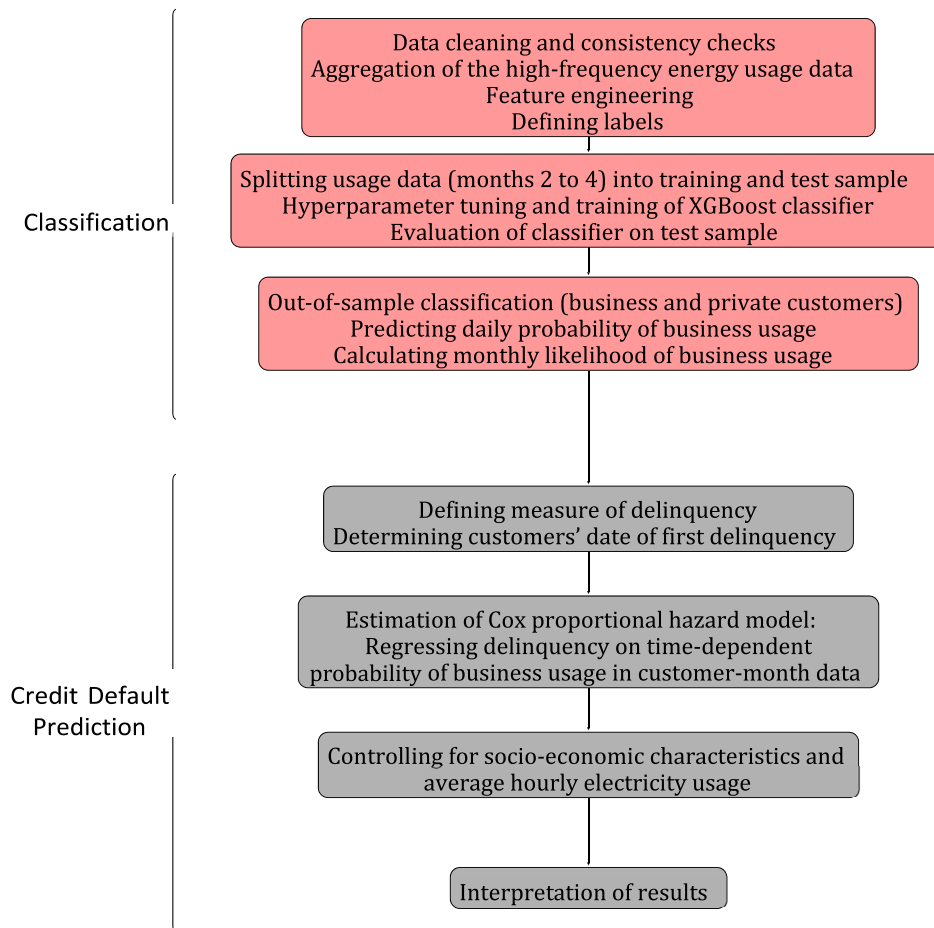 Data cleaning and consistency checks
Aggregation of the high-frequency energy usage data
Feature engineering
Defining labels
Splitting usage data (months 2 to 4) into training and test sample
Hyperparameter tuning and training of XGBoost classifier
Evaluation of classifier on test sample
Classification
Out-of-sample classification (business and private customers)
Predicting daily probability of business usage
Calculating monthly likelihood of business usage
Defining measure of delinquency
Determining customers’ date of first delinquency
Estimation of Cox proportional hazard model:
Regressing delinquency on time-dependent
probability of business usage in customer-month data
Credit Default
Prediction
Controlling for socio-economic characteristics and
average hourly electricity usage
Interpretation of results